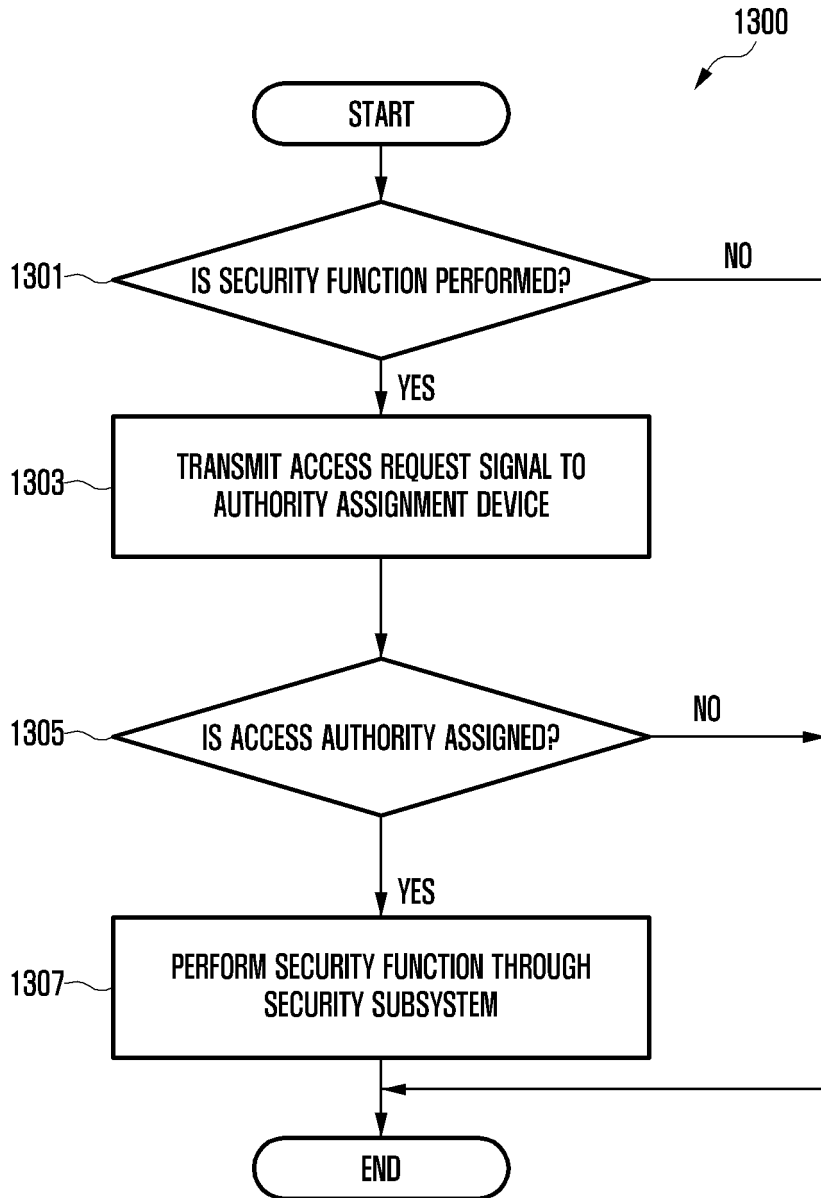 1300
START
1301
IS SECURITY FUNCTION PERFORMED?
NO
YES
1303
TRANSMIT ACCESS REQUEST SIGNAL TO
AUTHORITY ASSIGNMENT DEVICE
1305
IS ACCESS AUTHORITY ASSIGNED?
NO
YES
1307
PERFORM SECURITY FUNCTION THROUGH
SECURITY SUBSYSTEM
END